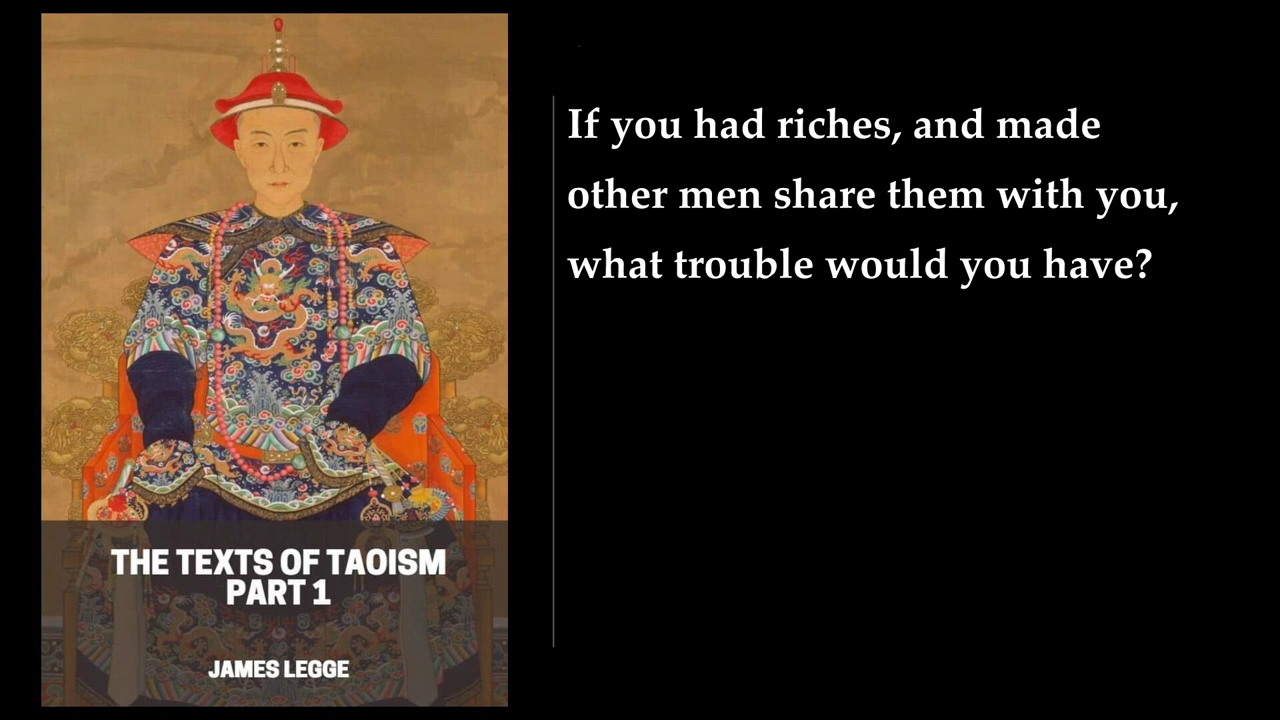 THE TEXTS OF TAOISM
PART 1
JAMES LEGGE
If you had riches, and made
other men share them with you,
what trouble would you have?